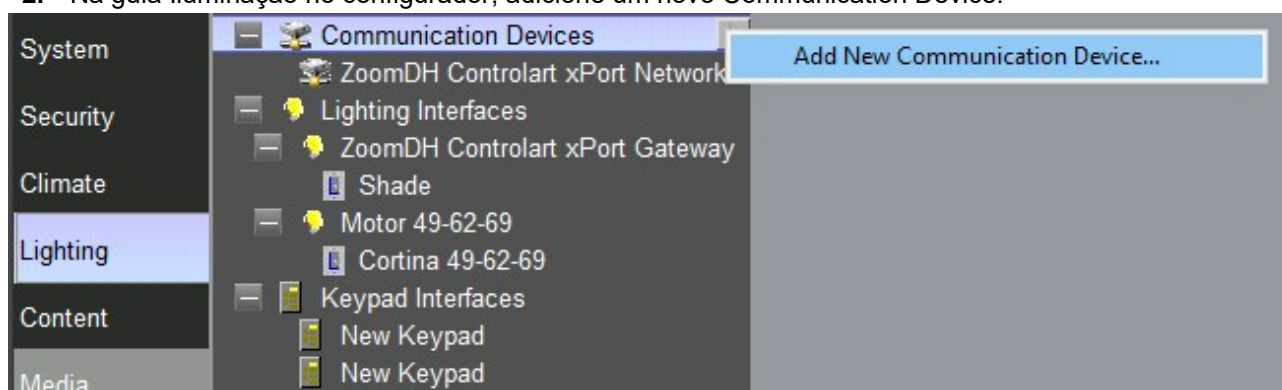 2. Na guia Iluminação no configurador, adicione um novo Communication Device:
System
Security
Climate
Lighting
Content
Media
Communication Devices
ZoomDH Controlart xPort Network
Lighting Interfaces
ZoomDH Controlart xPort Gateway
Shade
Motor 49-62-69
Cortina 49-62-69
Keypad Interfaces
New Keypad
New Keypad
Add New Communication Device...